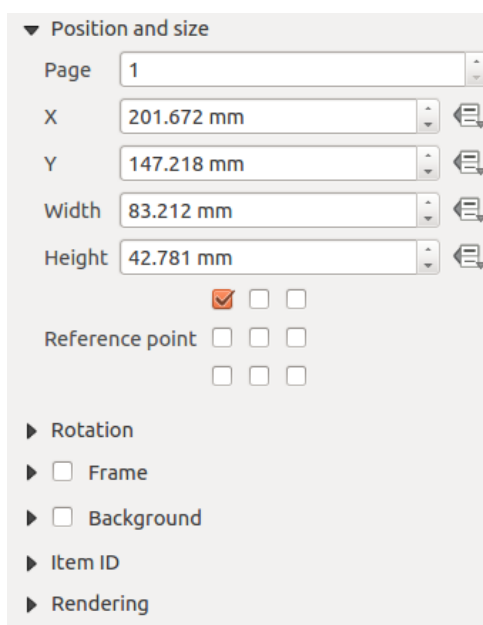 Position and size
Page 1
X 201.672 mm
Y 147.218 mm
Width 83.212 mm
Height 42.781 mm
Reference point
Rotation
Frame
Background
Item ID
Rendering